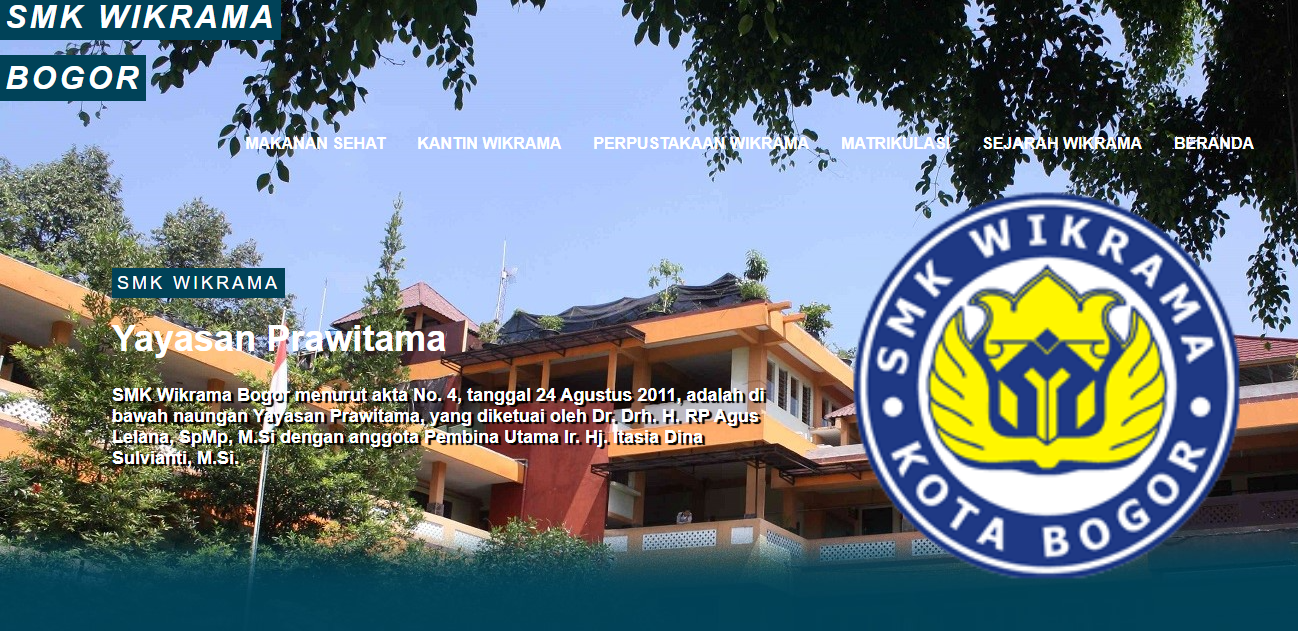 SMK WIKRAMA
BOGOR
MAKANAN SEHAT KANTIN WIKRAMA PERPUSTAKAAN WIKRAMA MATRIKULASI SEJARAH WIKRAMA BERANDA
SMK WIKRAMA
Yayasan Prawitama
SMK Wikrama Bogor menurut akta No. 4, tanggal 24 Agustus 2011, adalah di
bawah naungan Yayasan Prawitama, yang diketuai oleh Dr. Drh. H. RP Agus
Lelana, SpMp, M.Si dengan anggota Pembina Utama Ir. Hj. Itasia Dina
Sulvianti, M.Si.
SMK WIKRAMA
KOTA BOGOR